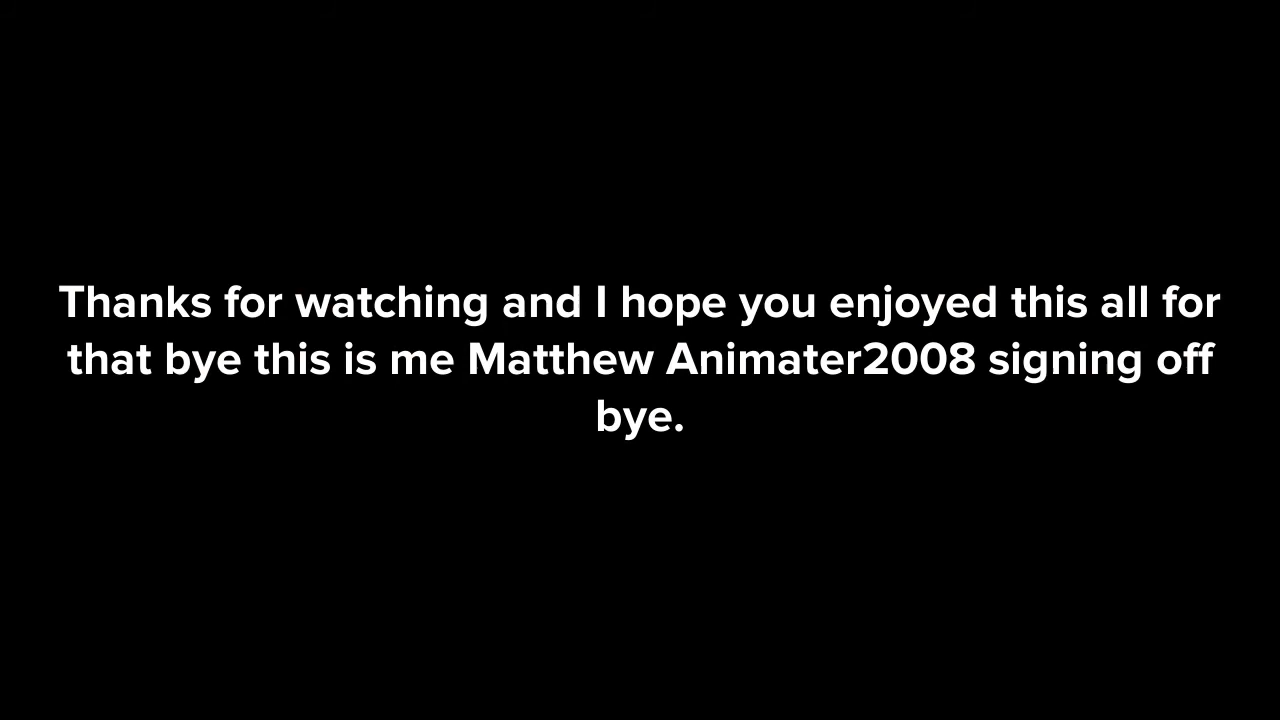 Thanks for watching and I hope you enjoyed this all for
that bye this is me Matthew Animater2008 signing off
bye.